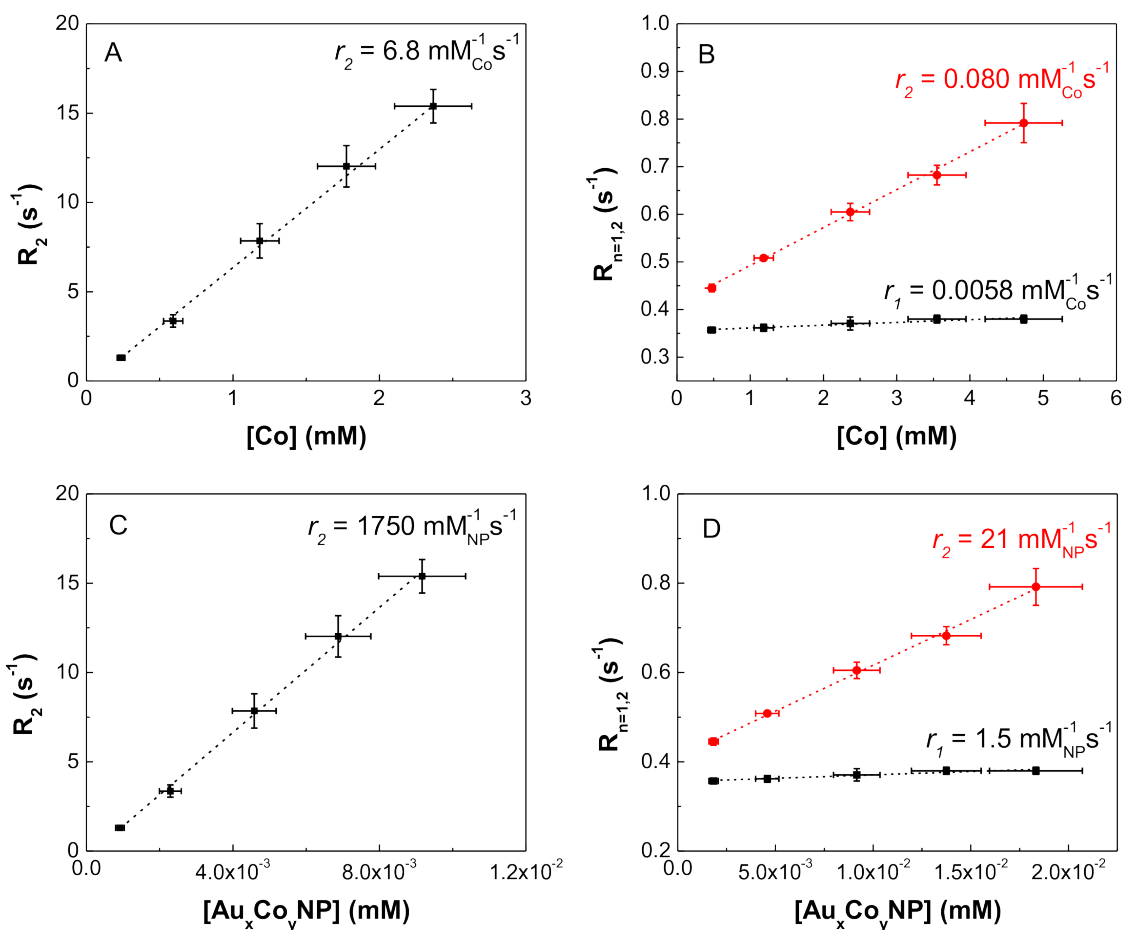 A
r₂ = 6.8 mM⁻¹Co s⁻¹
20
15
10
5
0
R₂ (s⁻¹)
0 1 2 3
[Co] (mM)
B
r₂ = 0.080 mM⁻¹Co s⁻¹
r₁ = 0.0058 mM⁻¹Co s⁻¹
1.0
0.9
0.8
0.7
0.6
0.5
0.4
0.3
Rn=1,2 (s⁻¹)
0 1 2 3 4 5 6
[Co] (mM)
C
r₂ = 1750 mM⁻¹NP s⁻¹
20
15
10
5
0
R₂ (s⁻¹)
0.0 4.0x10⁻³ 8.0x10⁻³ 1.2x10⁻²
[AuxCoyNP] (mM)
D
r₂ = 21 mM⁻¹NP s⁻¹
r₁ = 1.5 mM⁻¹NP s⁻¹
1.0
0.8
0.6
0.4
0.2
Rn=1,2 (s⁻¹)
0.0 5.0x10⁻³ 1.0x10⁻² 1.5x10⁻² 2.0x10⁻²
[AuxCoyNP] (mM)